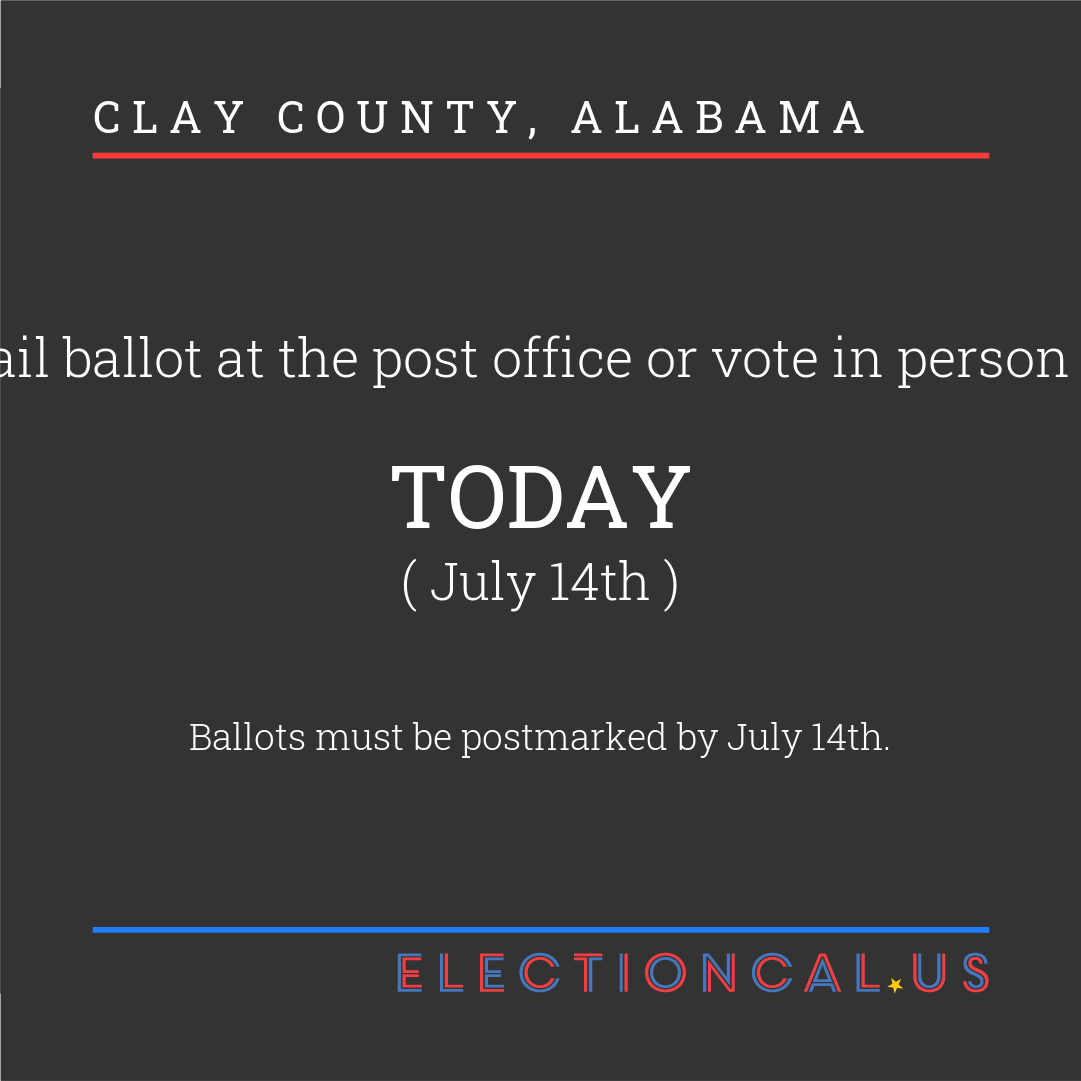 CLAY COUNTY, ALABAMA
ail ballot at the post office or vote in person
TODAY
( July 14th )
Ballots must be postmarked by July 14th.
ELECTIONCAL.US